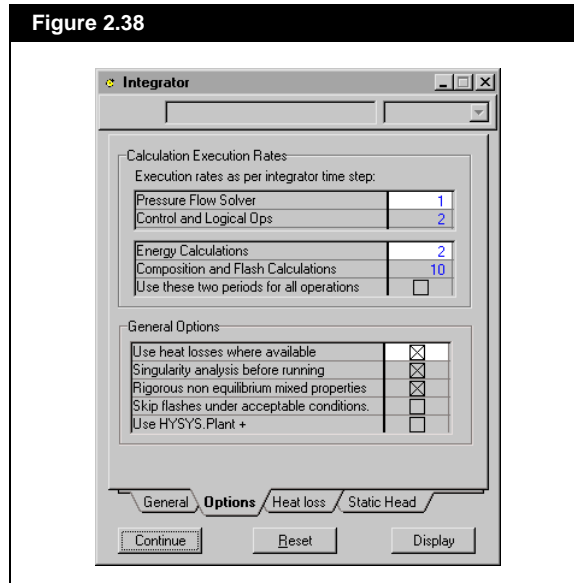 Figure 2.38
Integrator
Calculation Execution Rates
Execution rates as per integrator time step:
Pressure Flow Solver 1
Control and Logical Ops 2
Energy Calculations 2
Composition and Flash Calculations 10
Use these two periods for all operations
General Options
Use heat losses where available
Singularity analysis before running
Rigorous non equilibrium mixed properties
Skip flashes under acceptable conditions.
Use HYSYS.Plant +
General Options Heat loss Static Head
Continue Reset Display